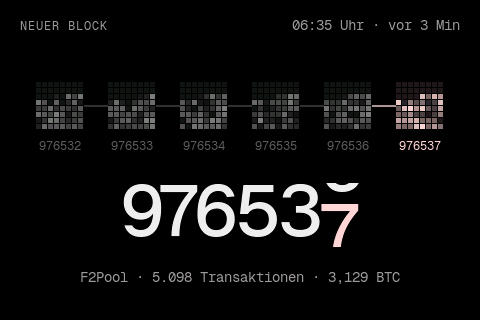 NEUER BLOCK
06:35 Uhr · vor 3 Min
976532 976533 976534 976535 976536 976537
976537
F2Pool · 5.098 Transaktionen · 3,129 BTC